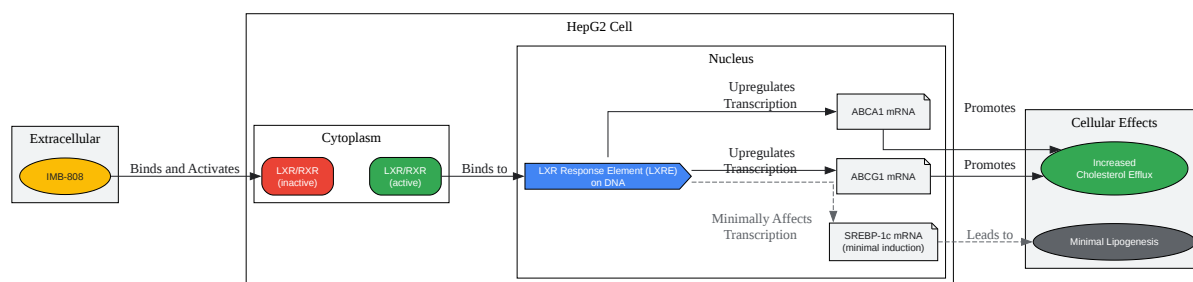 HepG2 Cell
Extracellular
IMB-808
Binds and Activates
Cytoplasm
LXR/RXR
(inactive)
LXR/RXR
(active)
Binds to
Nucleus
LXR Response Element (LXRE)
on DNA
Upregulates
Transcription
ABCA1 mRNA
Upregulates
Transcription
ABCG1 mRNA
Minimally Affects
Transcription
SREBP-1c mRNA
(minimal induction)
Promotes
Promotes
Leads to
Cellular Effects
Increased
Cholesterol Efflux
Minimal Lipogenesis